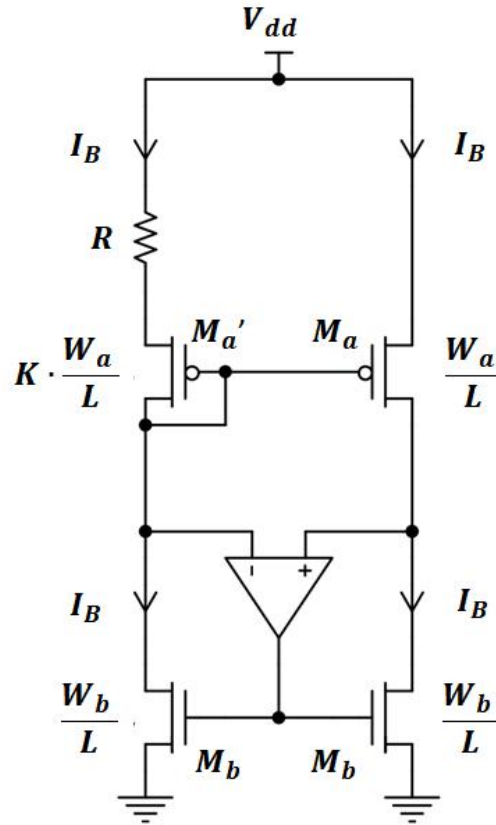 V_dd
I_B I_B
R
M_a' M_a
K · W_a/L W_a/L
- +
I_B I_B
W_b/L W_b/L
M_b M_b